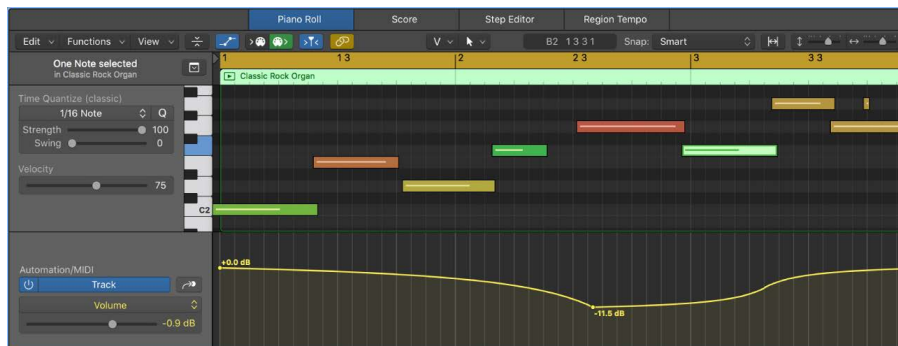 Piano Roll Score Step Editor Region Tempo
Edit Functions View V B2 1 3 3 1 Snap: Smart
One Note selected
in Classic Rock Organ
1 1 3 2 2 3 3 3 3
Classic Rock Organ
Time Quantize (classic)
1/16 Note Q
Strength 100
Swing 0
Velocity
75
C2
+0.0 dB
Automation/MIDI
Track
Volume
-11.5 dB
-0.9 dB